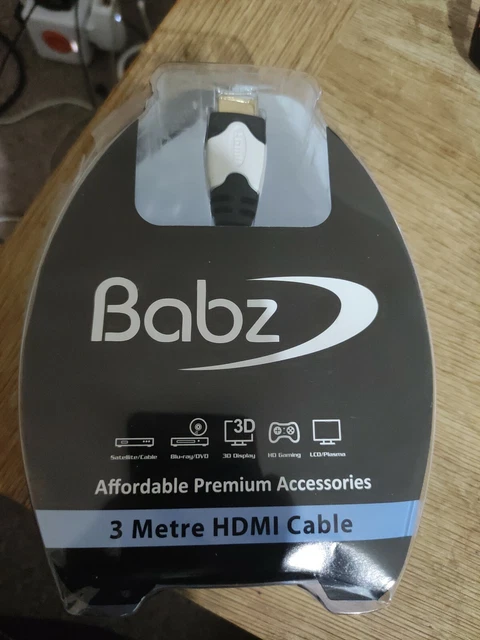 Babz
3D
Satellite/Cable Blu-ray/DVD 3D Display HD Gaming LCD/Plasma
Affordable Premium Accessories
3 Metre HDMI Cable